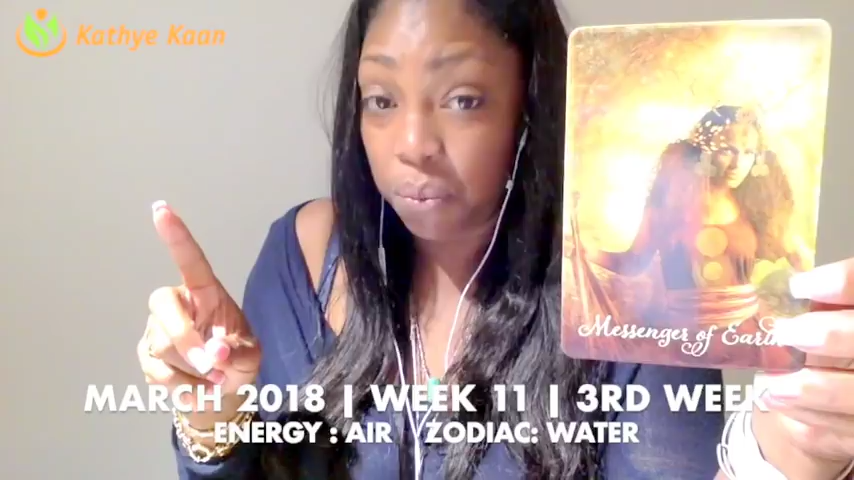 Kathye Kaan
Messenger of Earth
MARCH 2018 | WEEK 11 | 3RD WEEK
ENERGY : AIR / ZODIAC: WATER